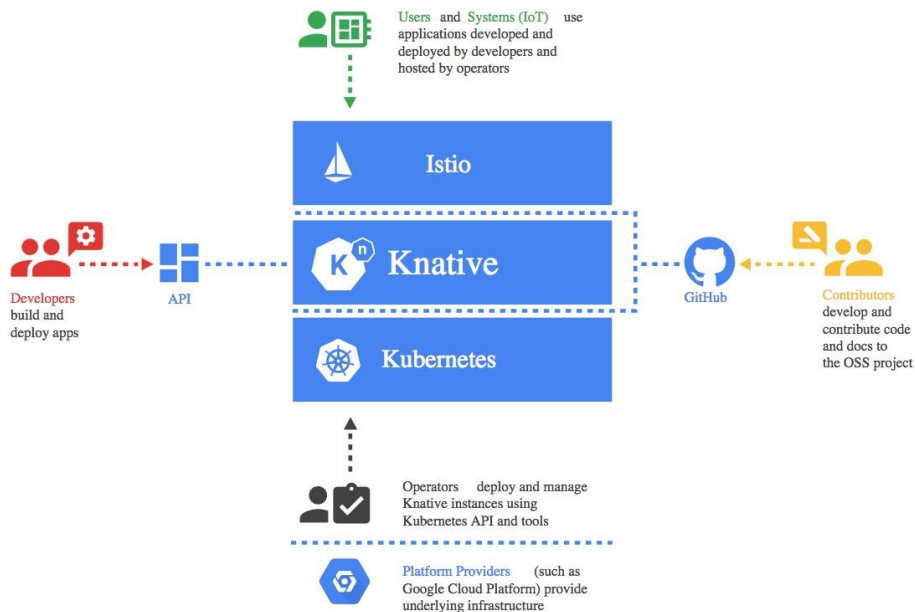 Users and Systems (IoT) use
applications developed and
deployed by developers and
hosted by operators
Istio
K n Knative
Kubernetes
Developers
build and
deploy apps
API
GitHub
Contributors
develop and
contribute code
and docs to
the OSS project
Operators deploy and manage
Knative instances using
Kubernetes API and tools
Platform Providers (such as
Google Cloud Platform) provide
underlying infrastructure